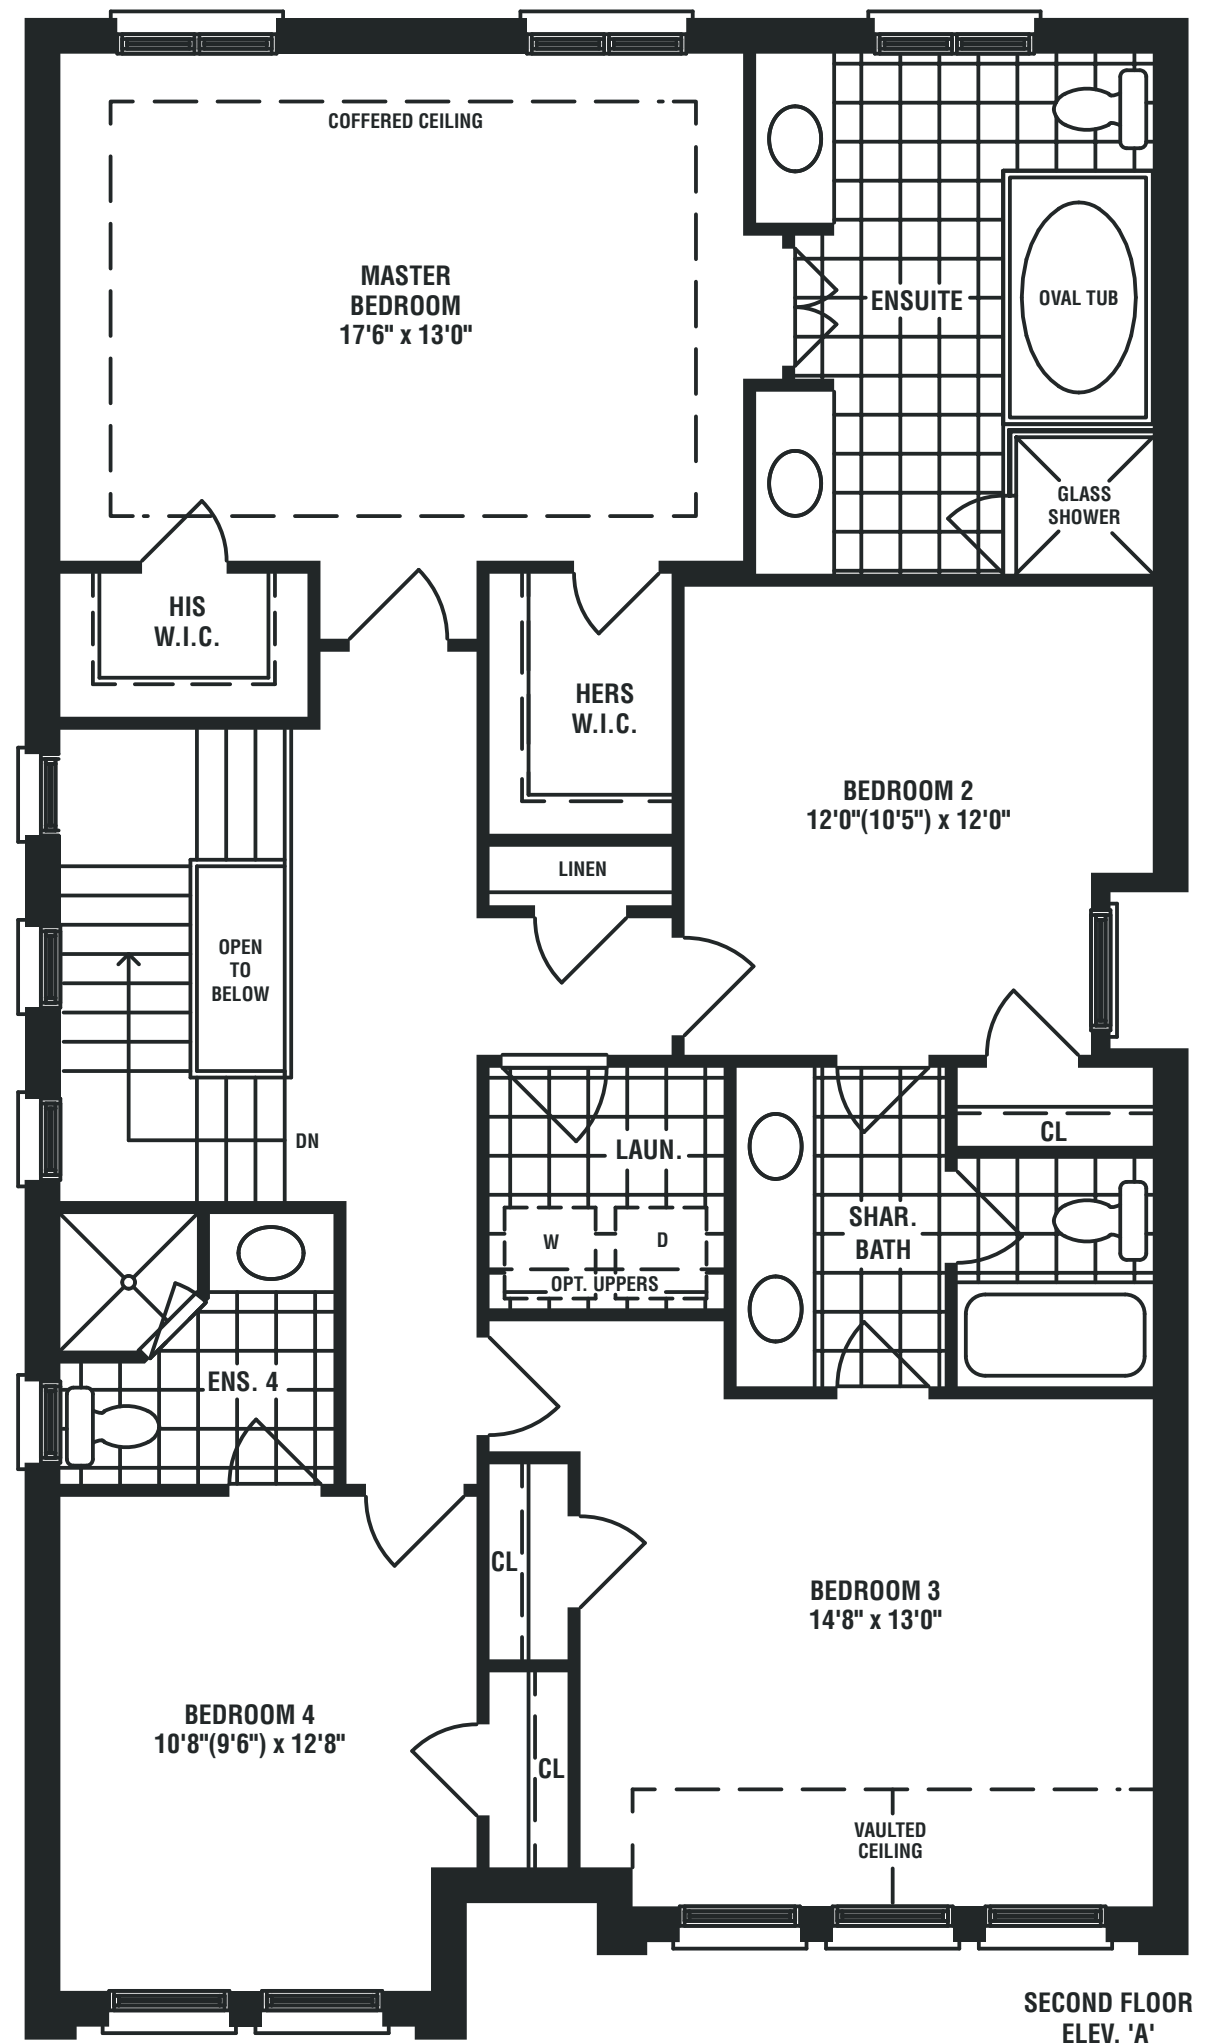 COFFERED CEILING
MASTER
BEDROOM
17'6" x 13'0"
ENSUITE
OVAL TUB
GLASS
SHOWER
HIS
W.I.C.
HERS
W.I.C.
BEDROOM 2
12'0"(10'5") x 12'0"
LINEN
OPEN
TO
BELOW
DN
LAUN.
CL
W
D
OPT. UPPERS
SHAR.
BATH
ENS. 4
CL
BEDROOM 3
14'8" x 13'0"
BEDROOM 4
10'8"(9'6") x 12'8"
CL
VAULTED
CEILING
SECOND FLOOR
ELEV. 'A'